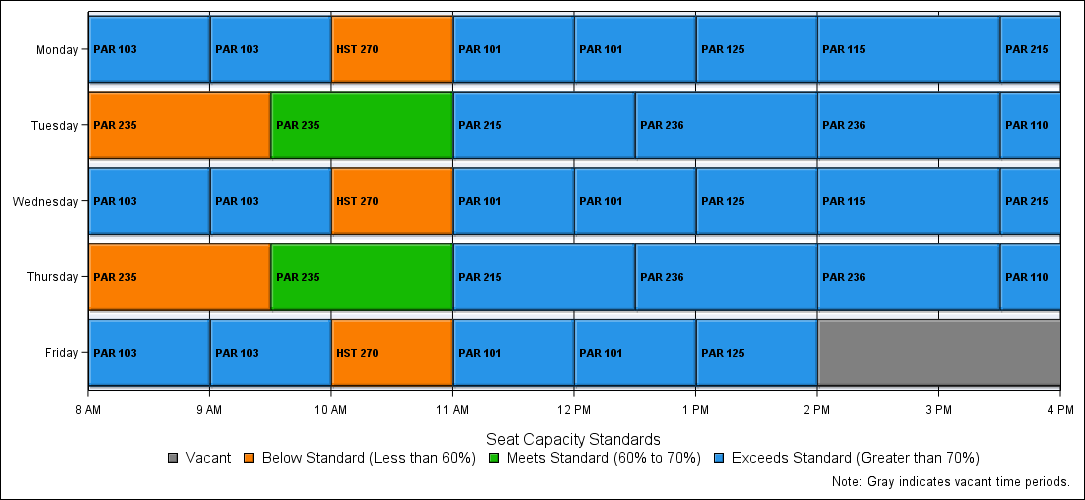 Monday PAR 103 PAR 103 HST 270 PAR 101 PAR 101 PAR 125 PAR 115 PAR 215
Tuesday PAR 235 PAR 235 PAR 215 PAR 236 PAR 236 PAR 110
Wednesday PAR 103 PAR 103 HST 270 PAR 101 PAR 101 PAR 125 PAR 115 PAR 215
Thursday PAR 235 PAR 235 PAR 215 PAR 236 PAR 236 PAR 110
Friday PAR 103 PAR 103 HST 270 PAR 101 PAR 101 PAR 125
8 AM 9 AM 10 AM 11 AM 12 PM 1 PM 2 PM 3 PM 4 PM
Seat Capacity Standards
Vacant Below Standard (Less than 60%) Meets Standard (60% to 70%) Exceeds Standard (Greater than 70%)
Note: Gray indicates vacant time periods.